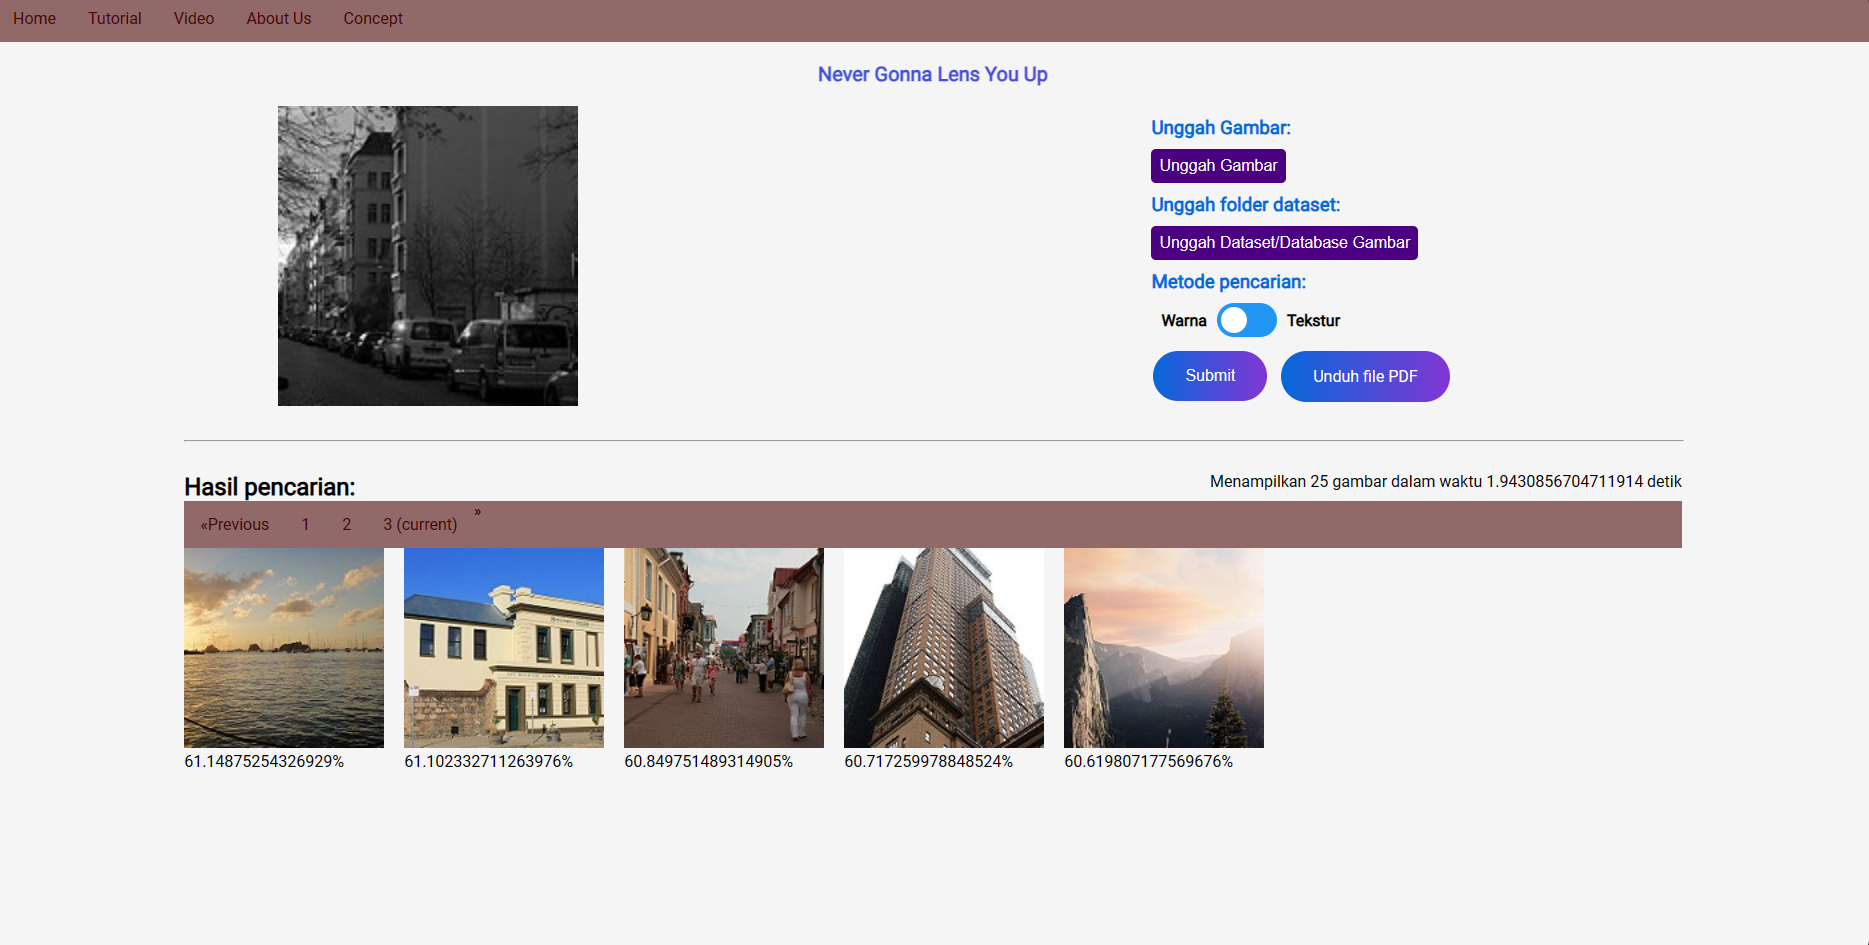 Home Tutorial Video About Us Concept
Never Gonna Lens You Up
Unggah Gambar:
Unggah Gambar
Unggah folder dataset:
Unggah Dataset/Database Gambar
Metode pencarian:
Warna Tekstur
Submit Unduh file PDF
Hasil pencarian:
Menampilkan 25 gambar dalam waktu 1.9430856704711914 detik
«Previous 1 2 3 (current) »
61.14875254326929% 61.102332711263976% 60.849751489314905% 60.717259978848524% 60.619807177569676%